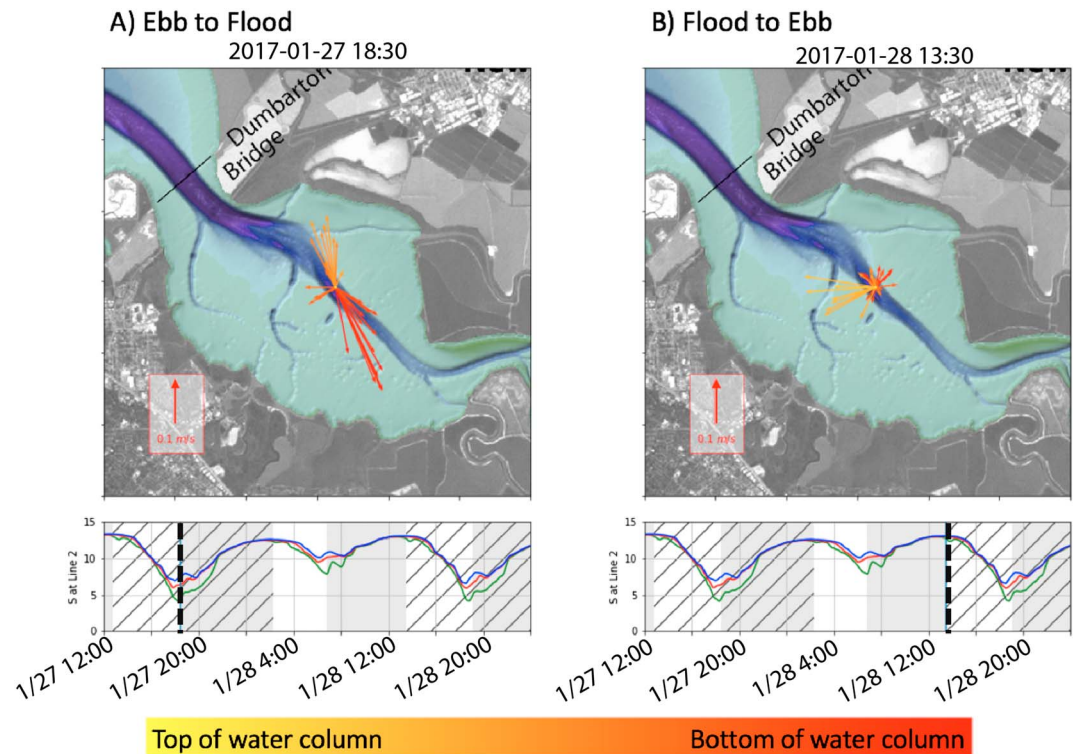 A) Ebb to Flood
2017-01-27 18:30
Dumbarton
Bridge
0.1 m/s
S at Line 2
15
10
5
0
1/27 12:00
1/27 20:00
1/28 4:00
1/28 12:00
1/28 20:00
B) Flood to Ebb
2017-01-28 13:30
Dumbarton
Bridge
0.1 m/s
S at Line 2
15
10
5
0
1/27 12:00
1/27 20:00
1/28 4:00
1/28 12:00
1/28 20:00
Top of water column
Bottom of water column